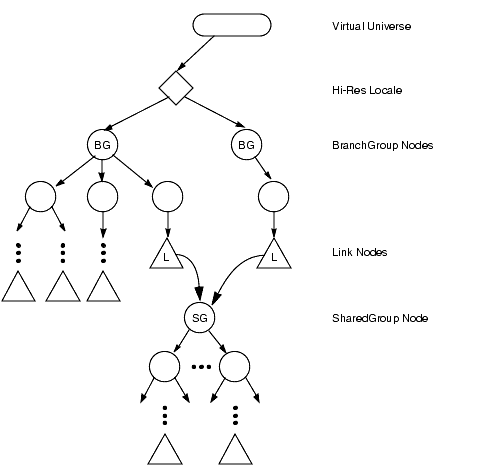 Virtual Universe
Hi-Res Locale
BG
BG
BranchGroup Nodes
L
L
Link Nodes
SG
SharedGroup Node